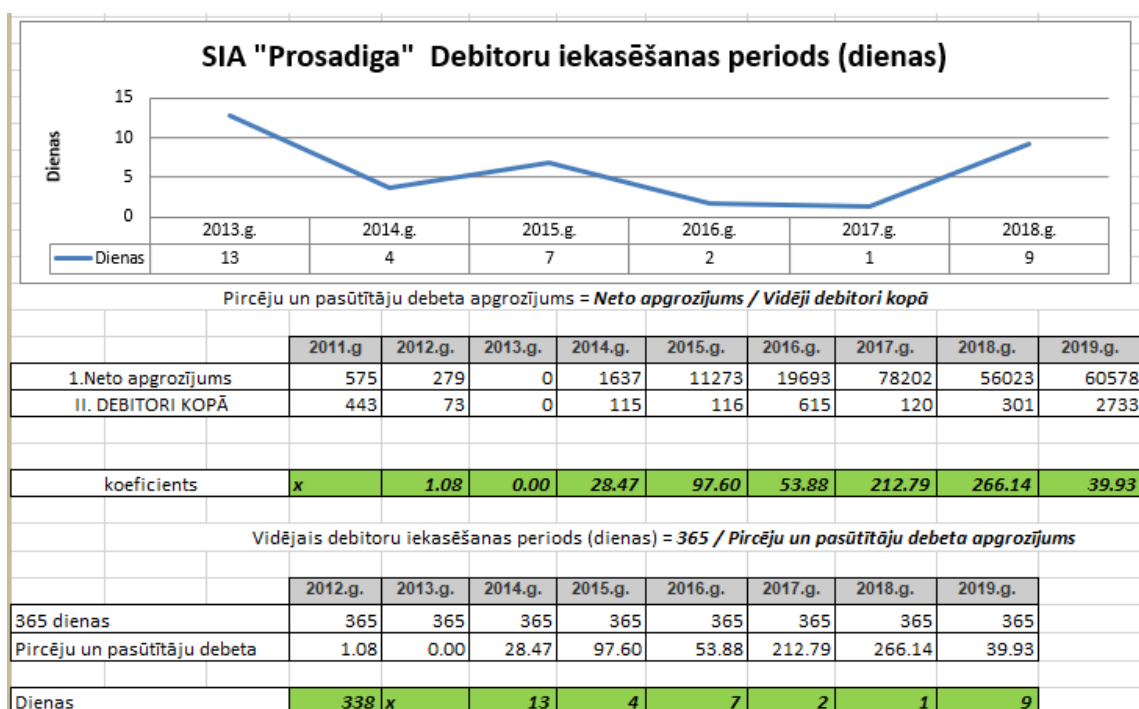 SIA "Prosadiga" Debitoru iekasēšanas periods (dienas)
15
10
5
0
Dienas
2013.g. 2014.g. 2015.g. 2016.g. 2017.g. 2018.g.
Dienas 13 4 7 2 1 9
Pircēju un pasūtītāju debeta apgrozījums = Neto apgrozījums / Vidēji debitori kopā
2011.g 2012.g. 2013.g. 2014.g. 2015.g. 2016.g. 2017.g. 2018.g. 2019.g.
1.Neto apgrozījums 575 279 0 1637 11273 19693 78202 56023 60578
II. DEBITORI KOPĀ 443 73 0 115 116 615 120 301 2733
koeficients x 1.08 0.00 28.47 97.60 53.88 212.79 266.14 39.93
Vidējais debitoru iekasēšanas periods (dienas) = 365 / Pircēju un pasūtītāju debeta apgrozījums
2012.g. 2013.g. 2014.g. 2015.g. 2016.g. 2017.g. 2018.g. 2019.g.
365 dienas 365 365 365 365 365 365 365 365
Pircēju un pasūtītāju debeta 1.08 0.00 28.47 97.60 53.88 212.79 266.14 39.93
Dienas 338 x 13 4 7 2 1 9